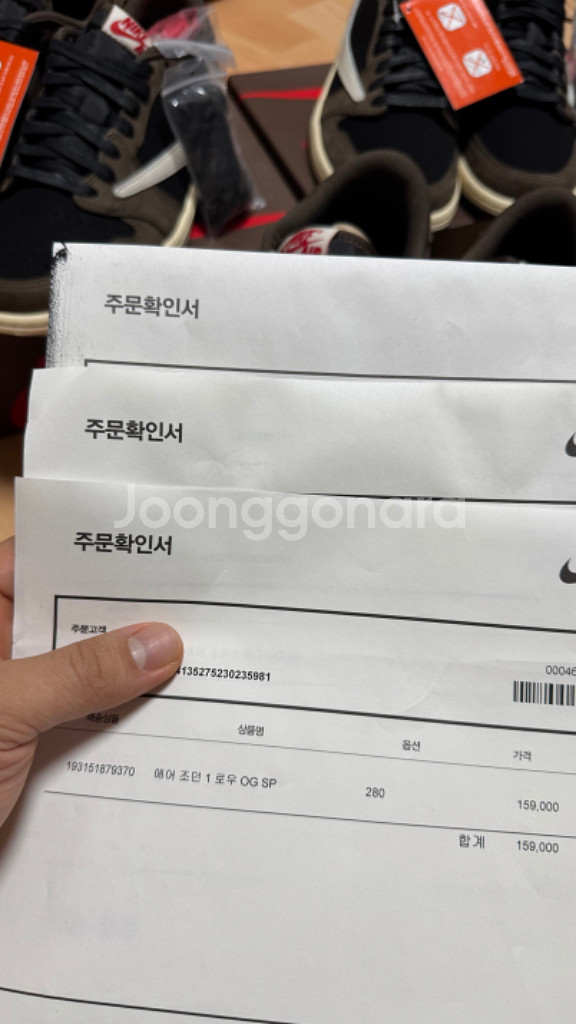 NIKE
주문확인서
주문확인서
Joonggonara
주문확인서
주문고객
4135275230235981
00046
배송상품 상품명 옵션 가격
193151879370 에어 조던 1 로우 OG SP 280 159,000
합계 159,000